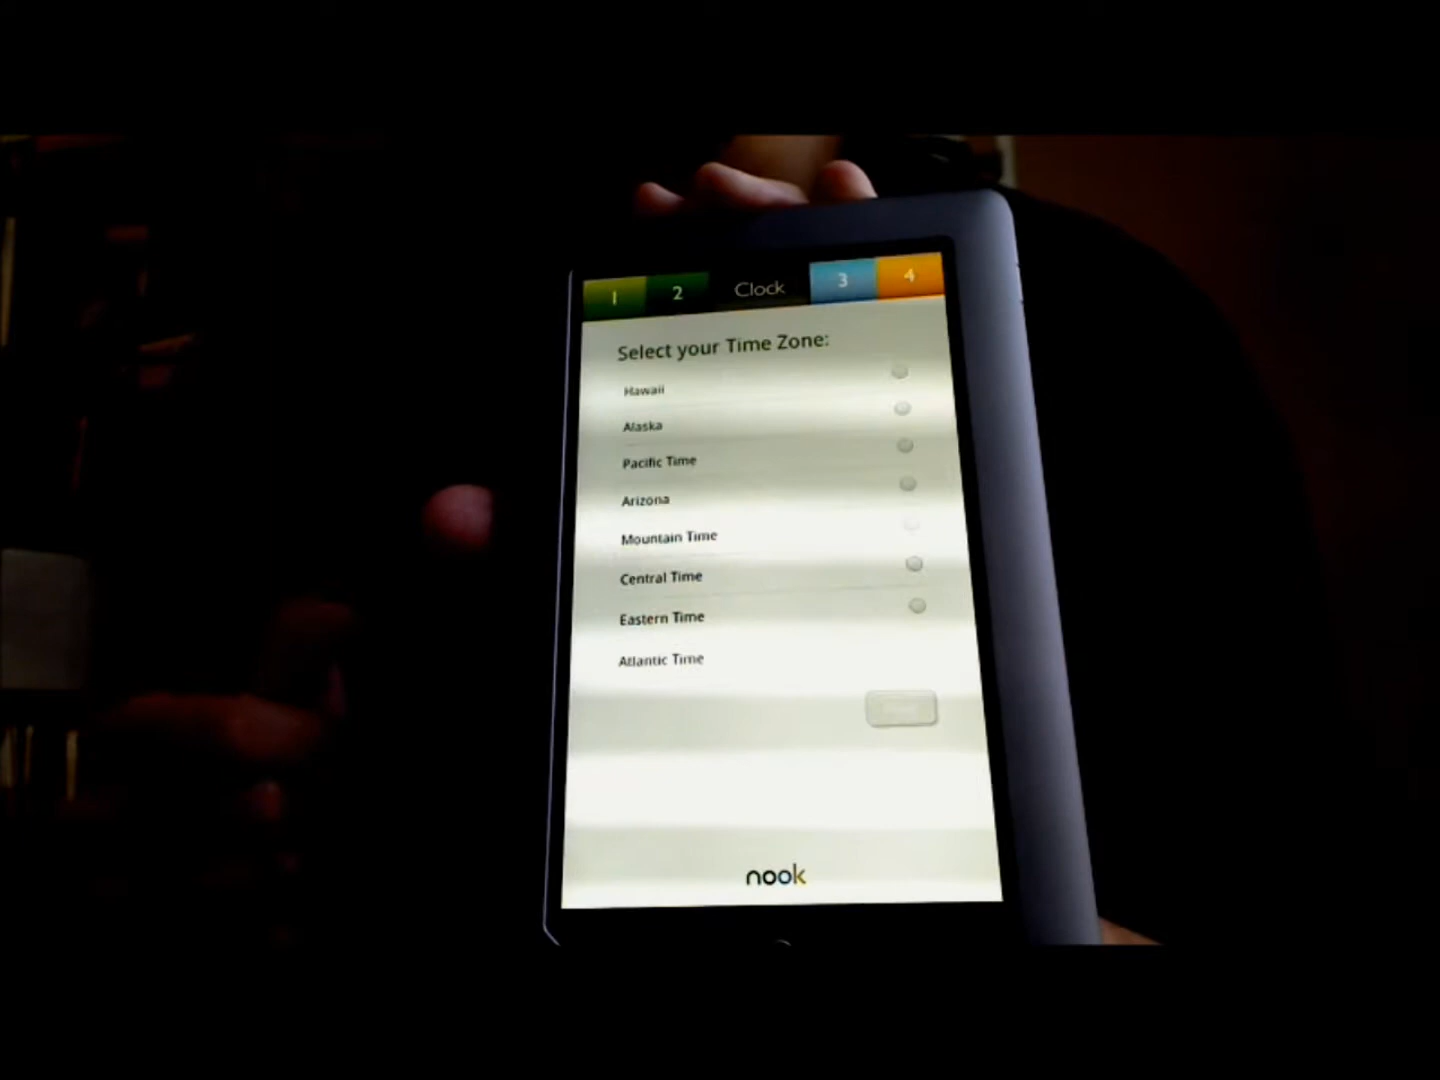 1 2 Clock 3 4
Select your Time Zone:
Hawaii
Alaska
Pacific Time
Arizona
Mountain Time
Central Time
Eastern Time
Atlantic Time
nook